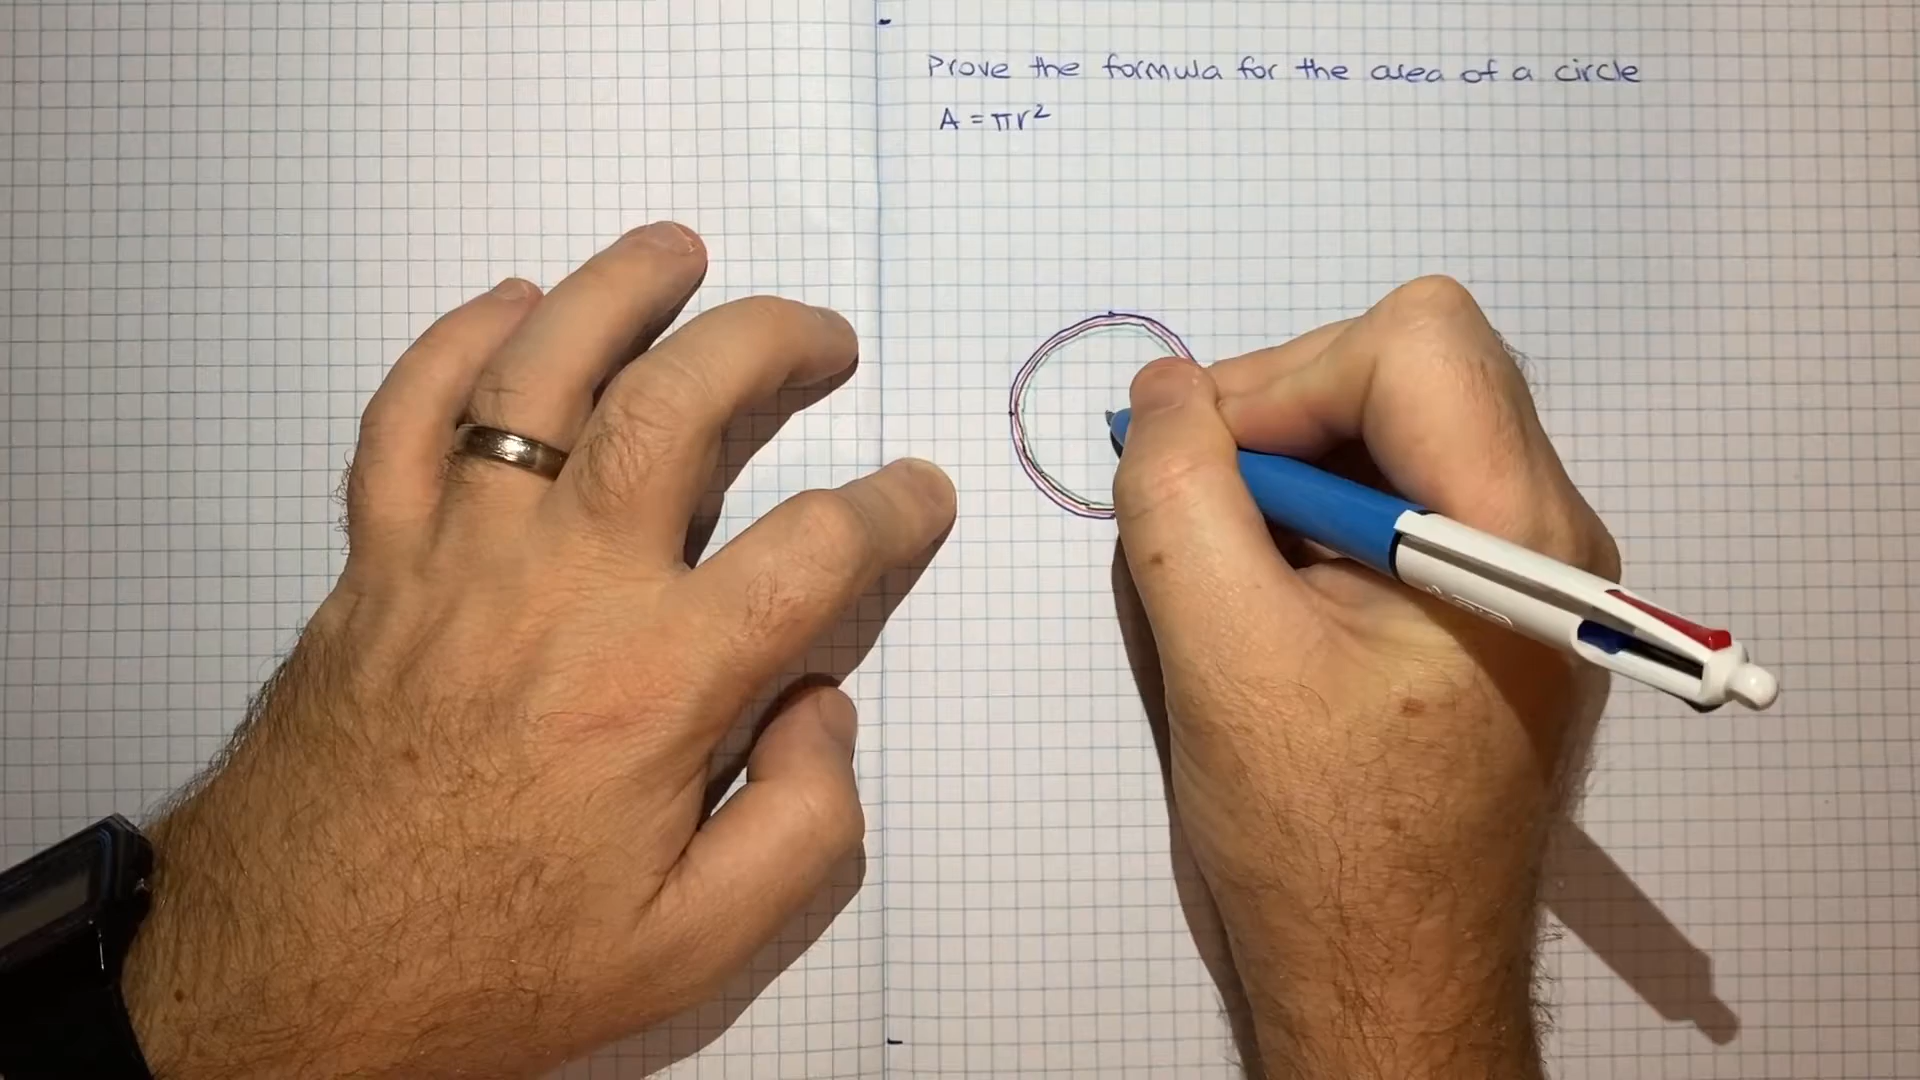 Prove the formula for the area of a circle
A = πr²